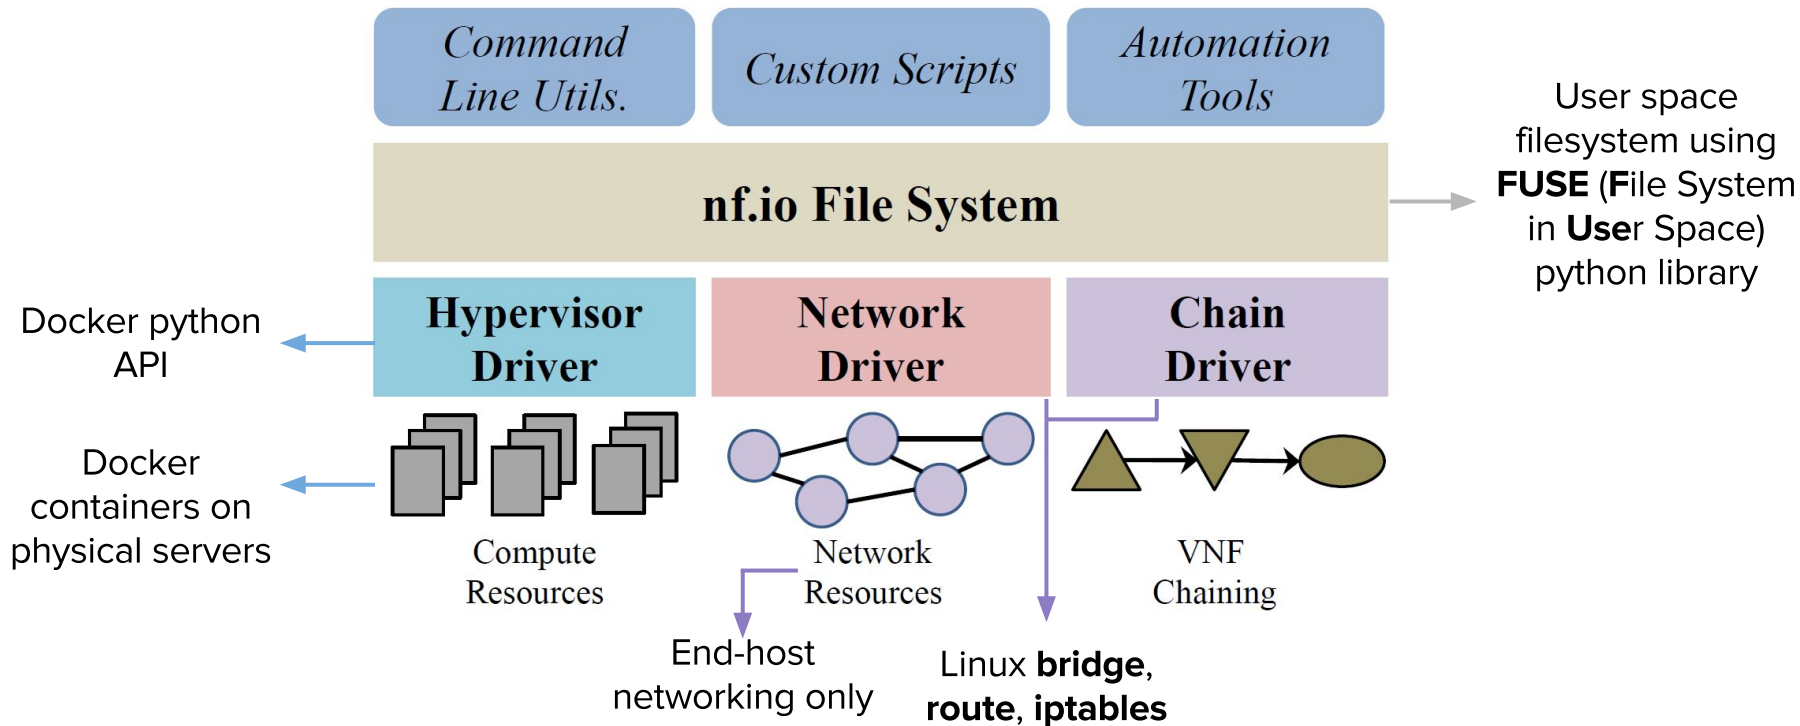 Command
Line Utils.
Custom Scripts
Automation
Tools
nf.io File System
User space
filesystem using
FUSE (File System
in User Space)
python library
Hypervisor
Driver
Network
Driver
Chain
Driver
Docker python
API
Docker
containers on
physical servers
Compute
Resources
Network
Resources
VNF
Chaining
End-host
networking only
Linux bridge,
route, iptables